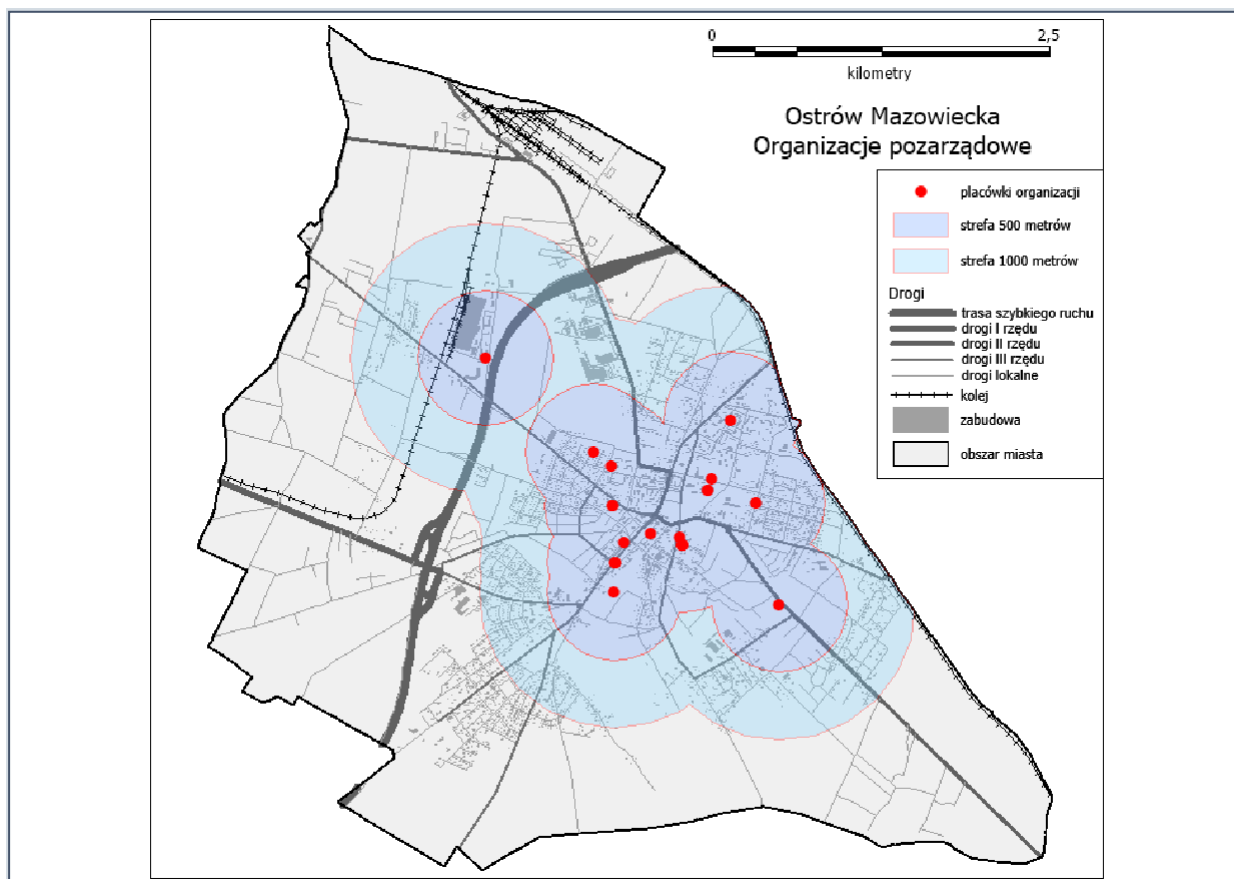 0 2,5
kilometry
Ostrów Mazowiecka
Organizacje pozarządowe
placówki organizacji
strefa 500 metrów
strefa 1000 metrów
Drogi
trasa szybkiego ruchu
drogi I rzędu
drogi II rzędu
drogi III rzędu
drogi lokalne
kolej
zabudowa
obszar miasta